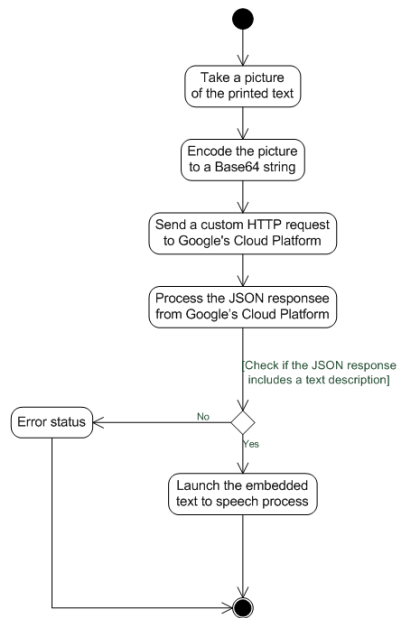 Take a picture
of the printed text
Encode the picture
to a Base64 string
Send a custom HTTP request
to Google's Cloud Platform
Process the JSON responsee
from Google's Cloud Platform
[Check if the JSON response
includes a text description]
Error status
No
Yes
Launch the embedded
text to speech process